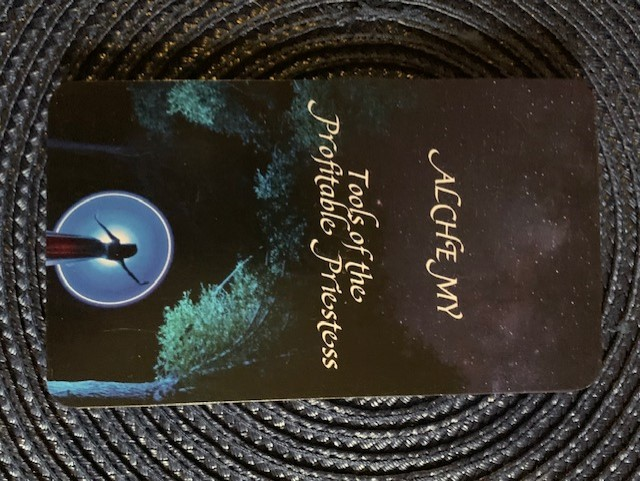 ALCHEMY
Tools of the
Profitable Priestess